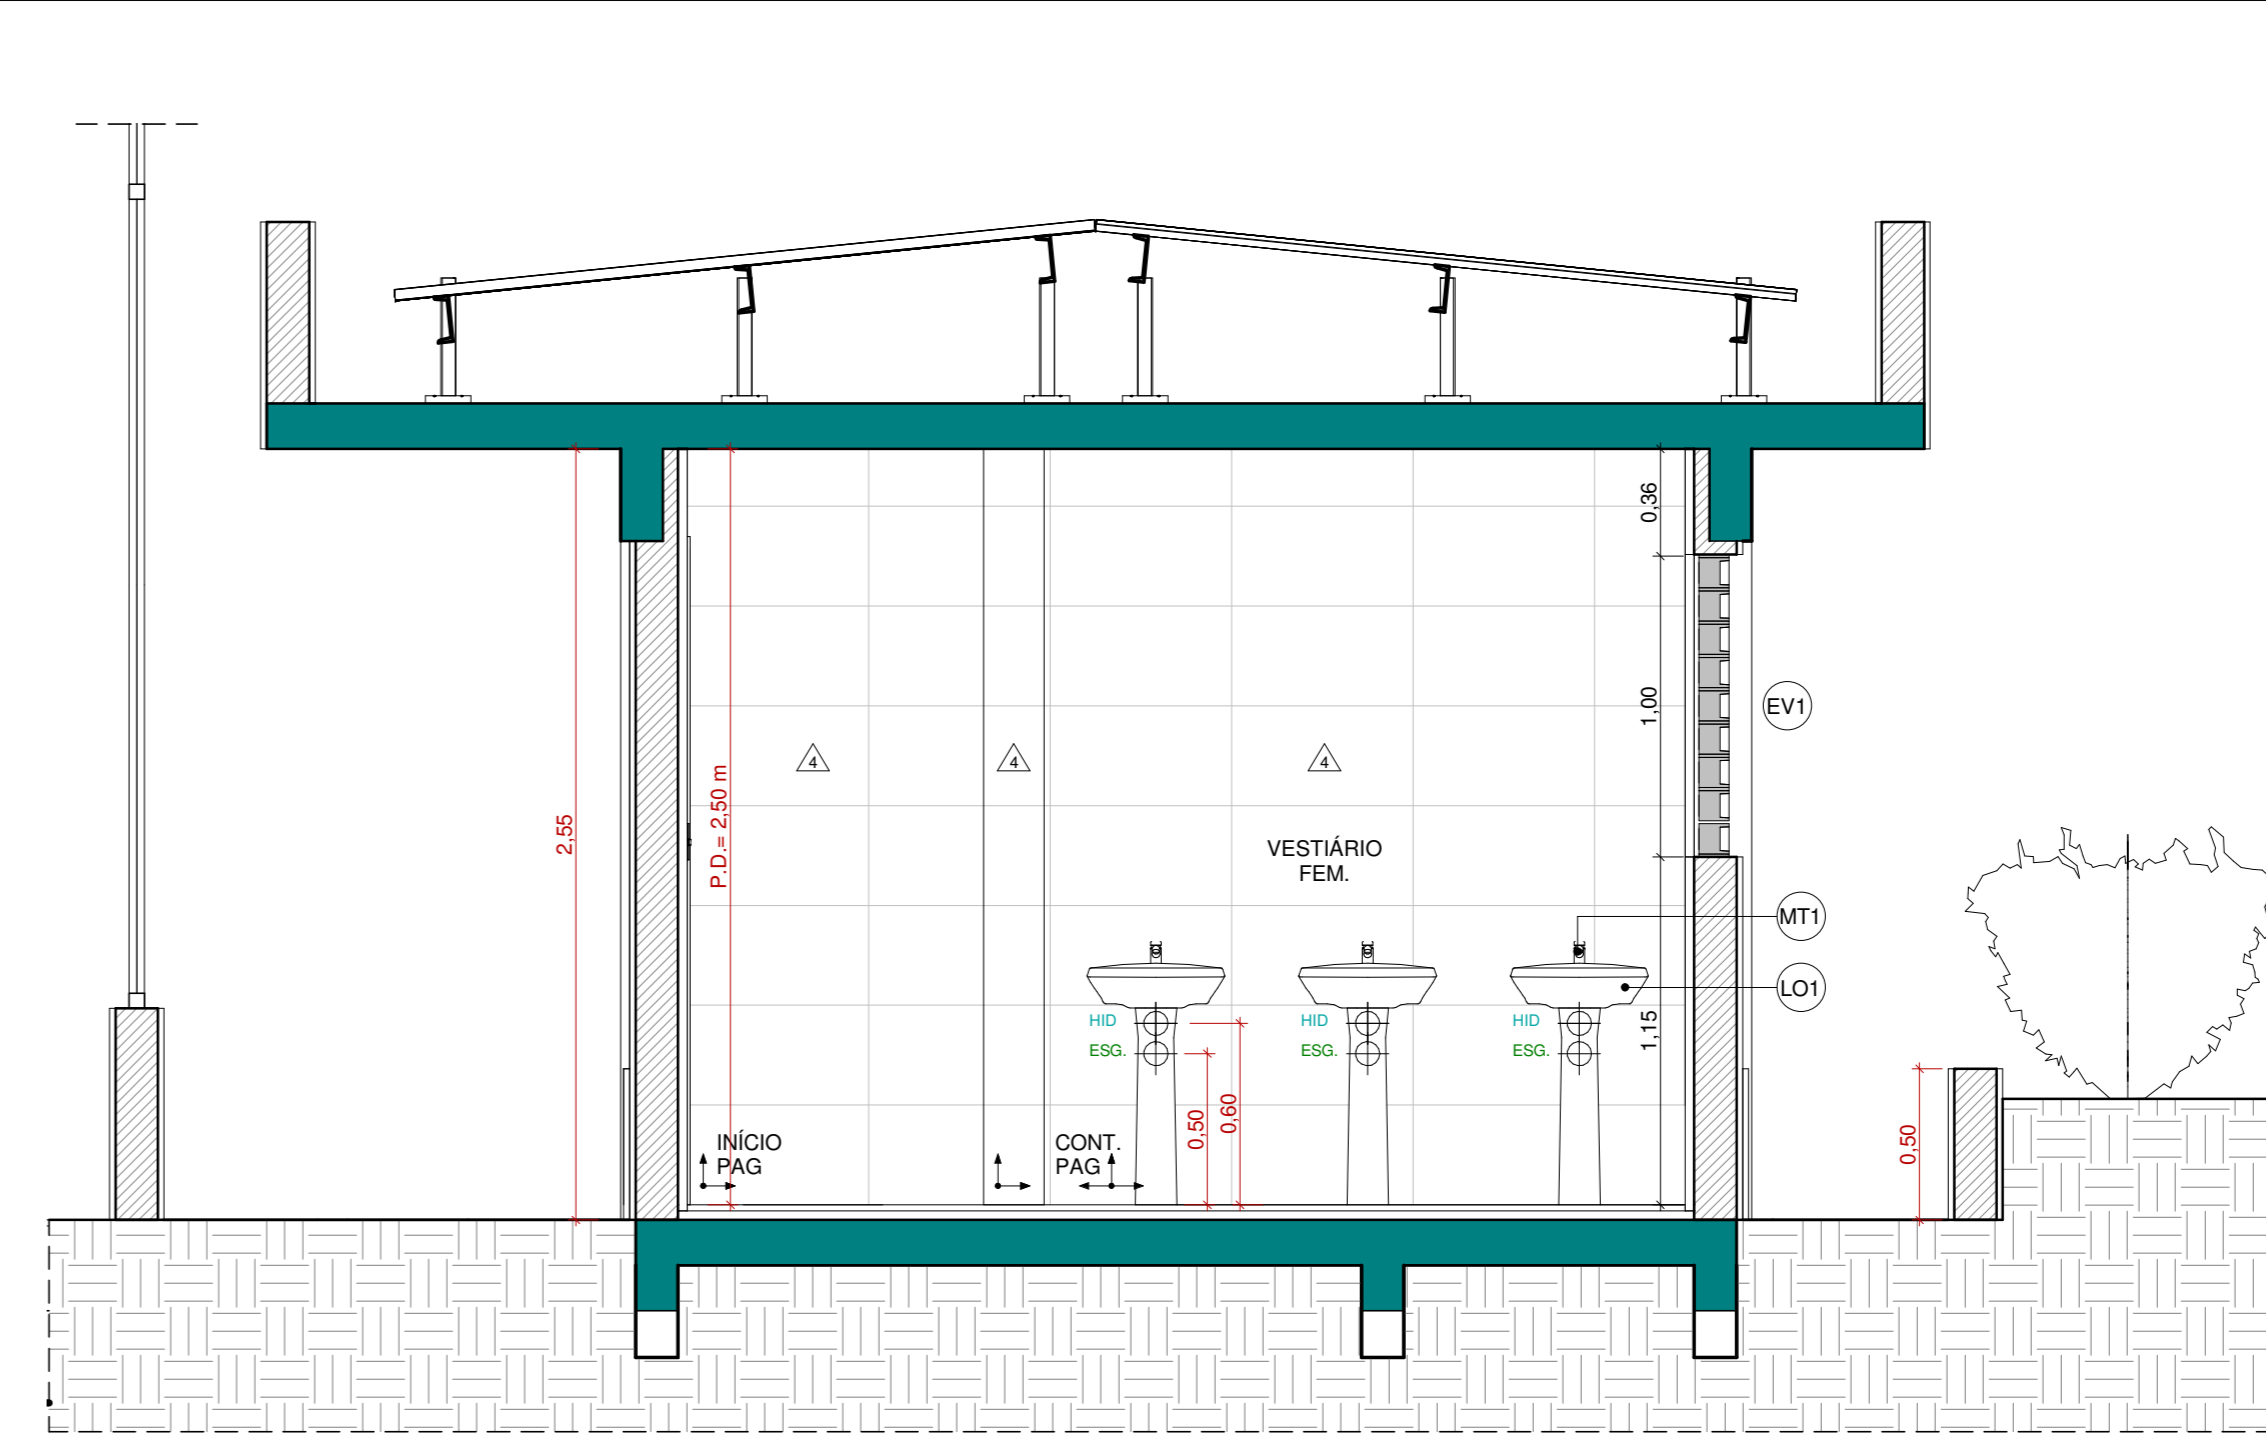 0,36
1,00
EV1
4
4
4
2,55
P.D.= 2,50 m
VESTIÁRIO
FEM.
MT1
LO1
1,15
HID
HID
HID
ESG.
ESG.
ESG.
0,50
0,60
0,50
INÍCIO
PAG
CONT.
PAG